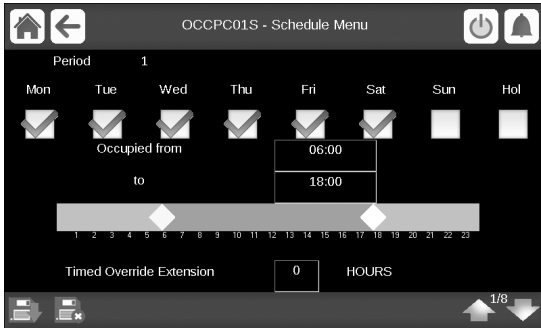 OCCPC01S - Schedule Menu
Period 1
Mon Tue Wed Thu Fri Sat Sun Hol
Occupied from 06:00
to 18:00
1 2 3 4 5 6 7 8 9 10 11 12 13 14 15 16 17 18 19 20 21 22 23
Timed Override Extension 0 HOURS
1/8